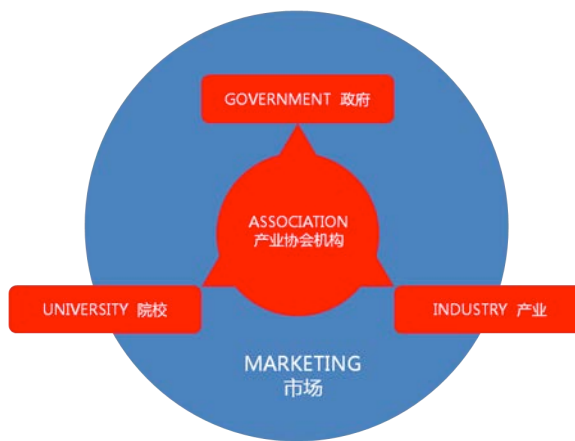 GOVERNMENT 政府
ASSOCIATION
产业协会机构
UNIVERSITY 院校
INDUSTRY 产业
MARKETING
市场